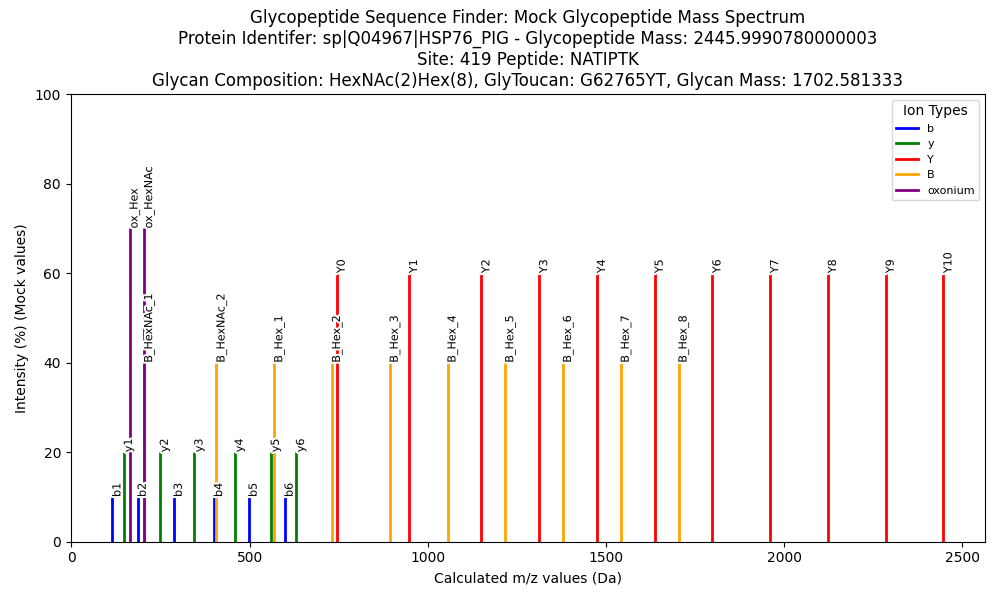 Glycopeptide Sequence Finder: Mock Glycopeptide Mass Spectrum
Protein Identifer: sp|Q04967|HSP76_PIG - Glycopeptide Mass: 2445.9990780000003
Site: 419 Peptide: NATIPTK
Glycan Composition: HexNAc(2)Hex(8), GlyToucan: G62765YT, Glycan Mass: 1702.581333
Intensity (%) (Mock values)
100
80
60
40
20
0
Ion Types
b
y
Y
B
oxonium
ox_Hex
ox_HexNAc
Y0
Y1
Y2
Y3
Y4
Y5
Y6
Y7
Y8
Y9
Y10
B_HexNAc_1
B_HexNAc_2
B_Hex_1
B_Hex_2
B_Hex_3
B_Hex_4
B_Hex_5
B_Hex_6
B_Hex_7
B_Hex_8
y1
y2
y3
y4
y5
y6
b1
b2
b3
b4
b5
b6
0
500
1000
1500
2000
2500
Calculated m/z values (Da)